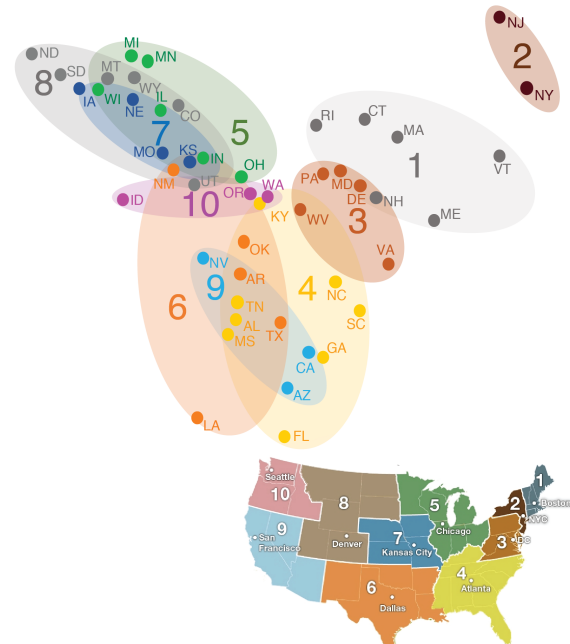 NJ
2
NY
ND
MI
MN
SD
MT
8
WY
IA
WI
NE
IL
CO
5
7
MO
KS
IN
OH
NM
UT
ID
10
OR
WA
KY
RI
CT
MA
1
VT
PA
MD
DE
NH
WV
3
ME
VA
OK
NV
AR
9
4
NC
6
TN
AL
TX
SC
MS
GA
CA
AZ
LA
FL
Seattle
10
8
5
2
1
Boston
NYC
9
San
Francisco
Denver
7
Kansas City
Chicago
3
DC
6
Dallas
4
Atlanta